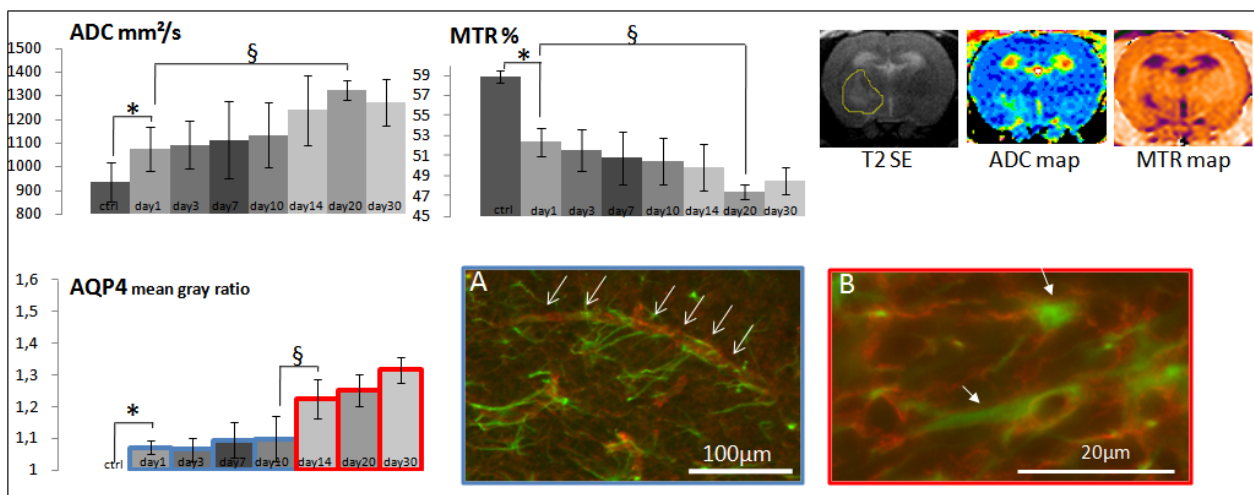 ADC mm²/s
1500
1400
1300
1200
1100
1000
900
800
*
§
ctrl day1 day3 day7 day10 day14 day20 day30
MTR %
59
57
55
53
51
49
47
45
*
§
ctrl day1 day3 day7 day10 day14 day20 day30
T2 SE
ADC map
MTR map
AQP4 mean gray ratio
1,6
1,5
1,4
1,3
1,2
1,1
1
*
§
ctrl day1 day3 day7 day10 day14 day20 day30
A
100µm
B
20µm